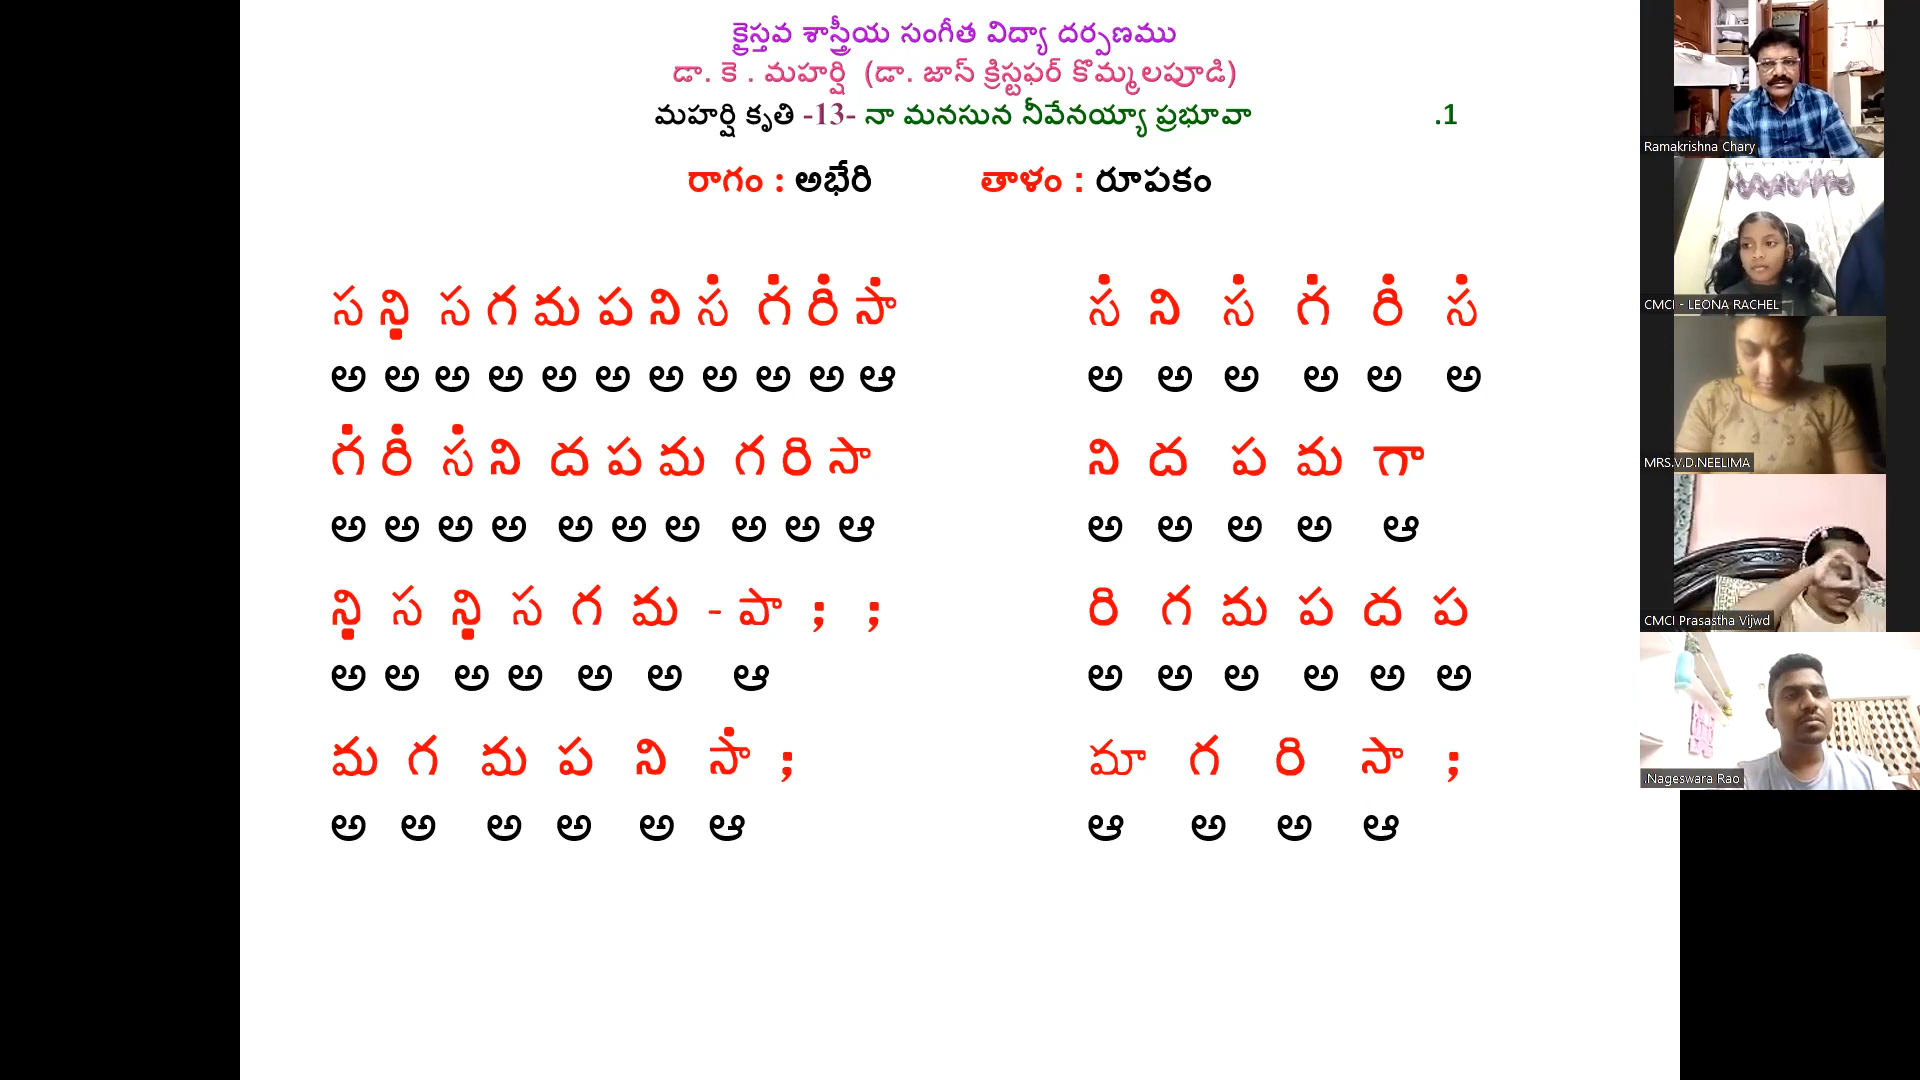 క్రైస్తవ శాస్త్రీయ సంగీత విద్యా దర్పణము
డా. కె . మహర్షి (డా. జాస్ క్రిస్టఫర్ కొమ్మలపూడి)
మహర్షి కృతి -13- నా మనసున నీవేనయ్యా ప్రభూవా .1
రాగం : అభేరి తాళం : రూపకం
స ని̣ స గ మ ప ని స̇ గ̇ రి̇ సా̇ స̇ ని స̇ గ̇ రి̇ స̇
అ అ అ అ అ అ అ అ అ అ ఆ అ అ అ అ అ అ
గ̇ రి̇ స̇ ని ద ప మ గ రి సా ని ద ప మ గా
అ అ అ అ అ అ అ అ అ ఆ అ అ అ అ ఆ
ని̣ స ని̣ స గ మ - పా ; ; రి గ మ ప ద ప
అ అ అ అ అ అ ఆ అ అ అ అ అ అ
మ గ మ ప ని సా̇ ; మా గ రి సా ;
అ అ అ అ అ ఆ ఆ అ అ ఆ
Ramakrishna Chary
CMCI - LEONA RACHEL
MRS.V.D.NEELIMA
CMCI Prasastha Vijwd
.Nageswara Rao